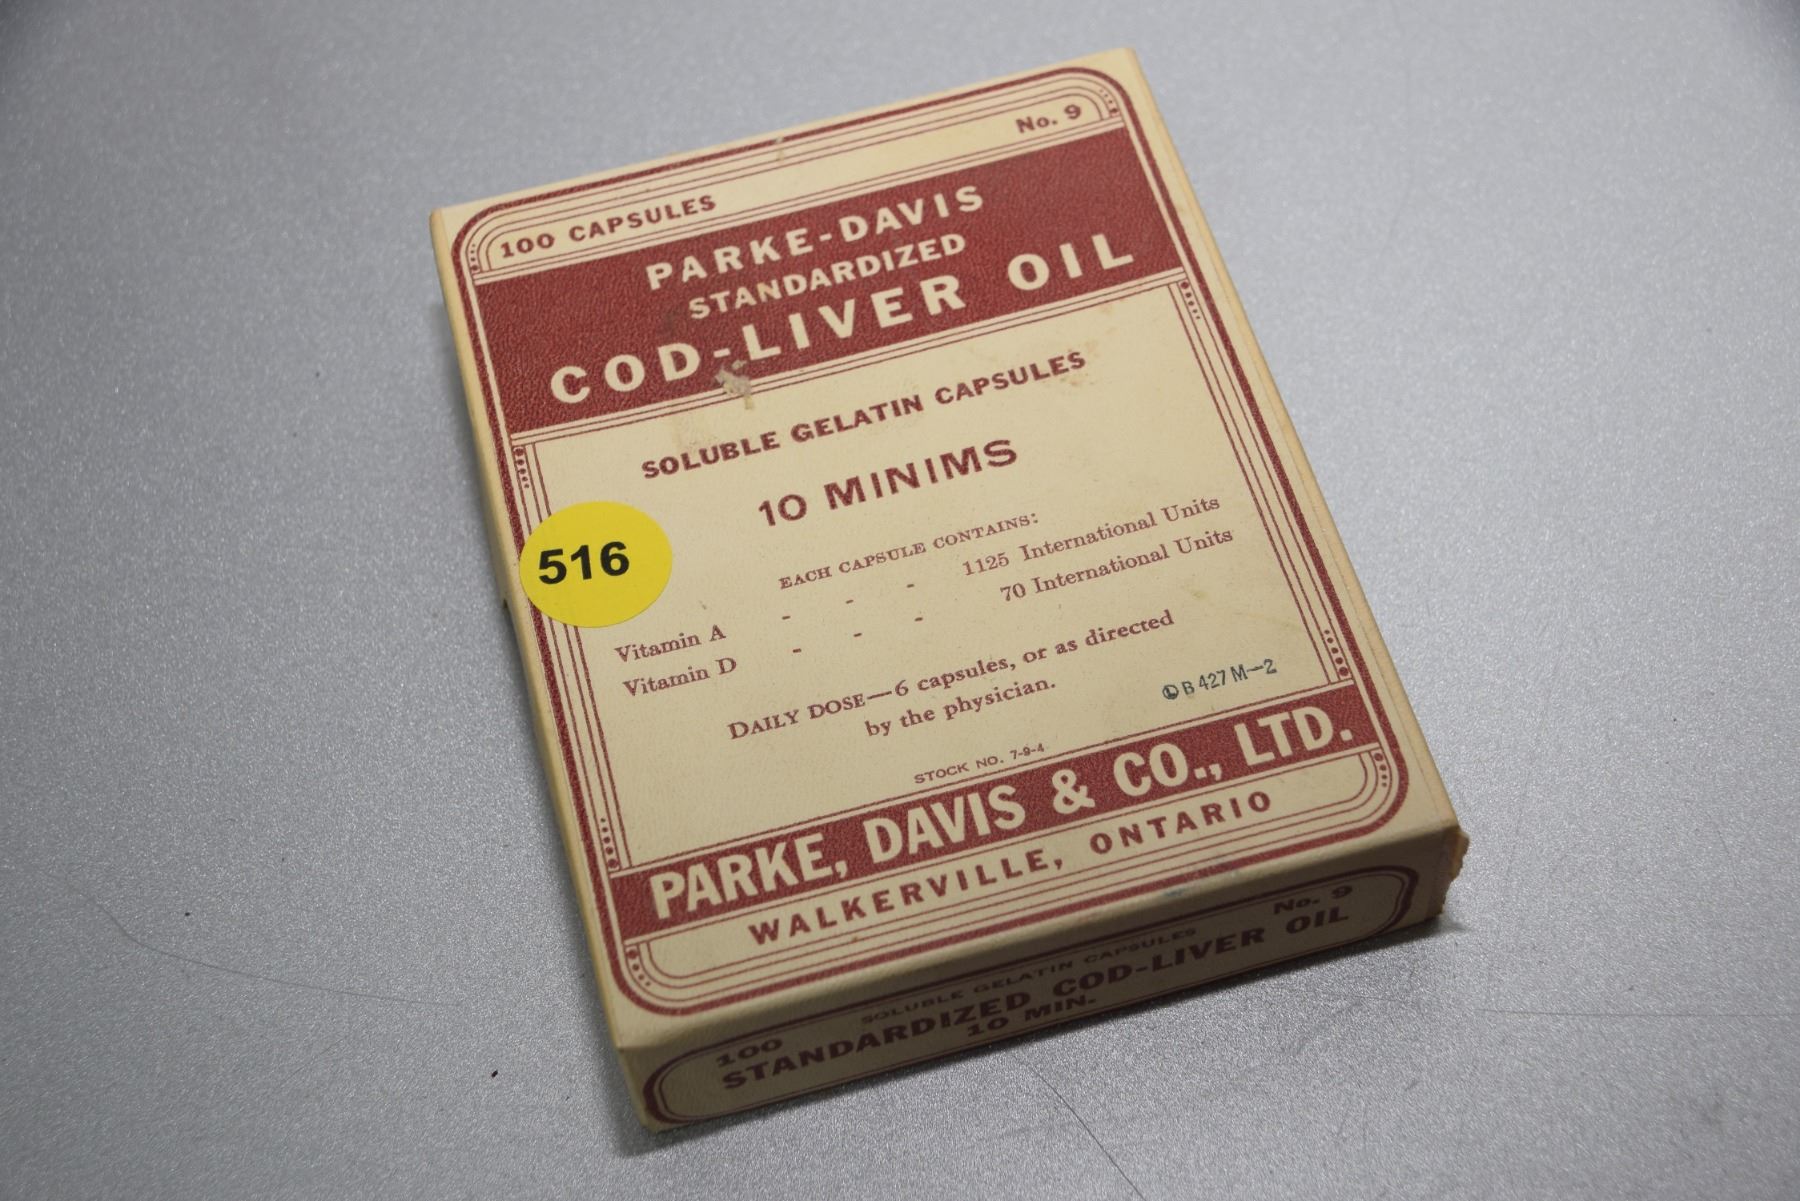 No. 9
100 CAPSULES
PARKE-DAVIS
STANDARDIZED
COD-LIVER OIL
SOLUBLE GELATIN CAPSULES
10 MINIMS
516
EACH CAPSULE CONTAINS:
Vitamin A - - - 1125 International Units
Vitamin D - - - 70 International Units
DAILY DOSE—6 capsules, or as directed
by the physician.
Ⓛ B 427 M—2
STOCK NO. 7-9-4
PARKE, DAVIS & CO., LTD.
WALKERVILLE, ONTARIO
100 SOLUBLE GELATIN CAPSULES No. 9
STANDARDIZED COD-LIVER OIL
10 MIN.